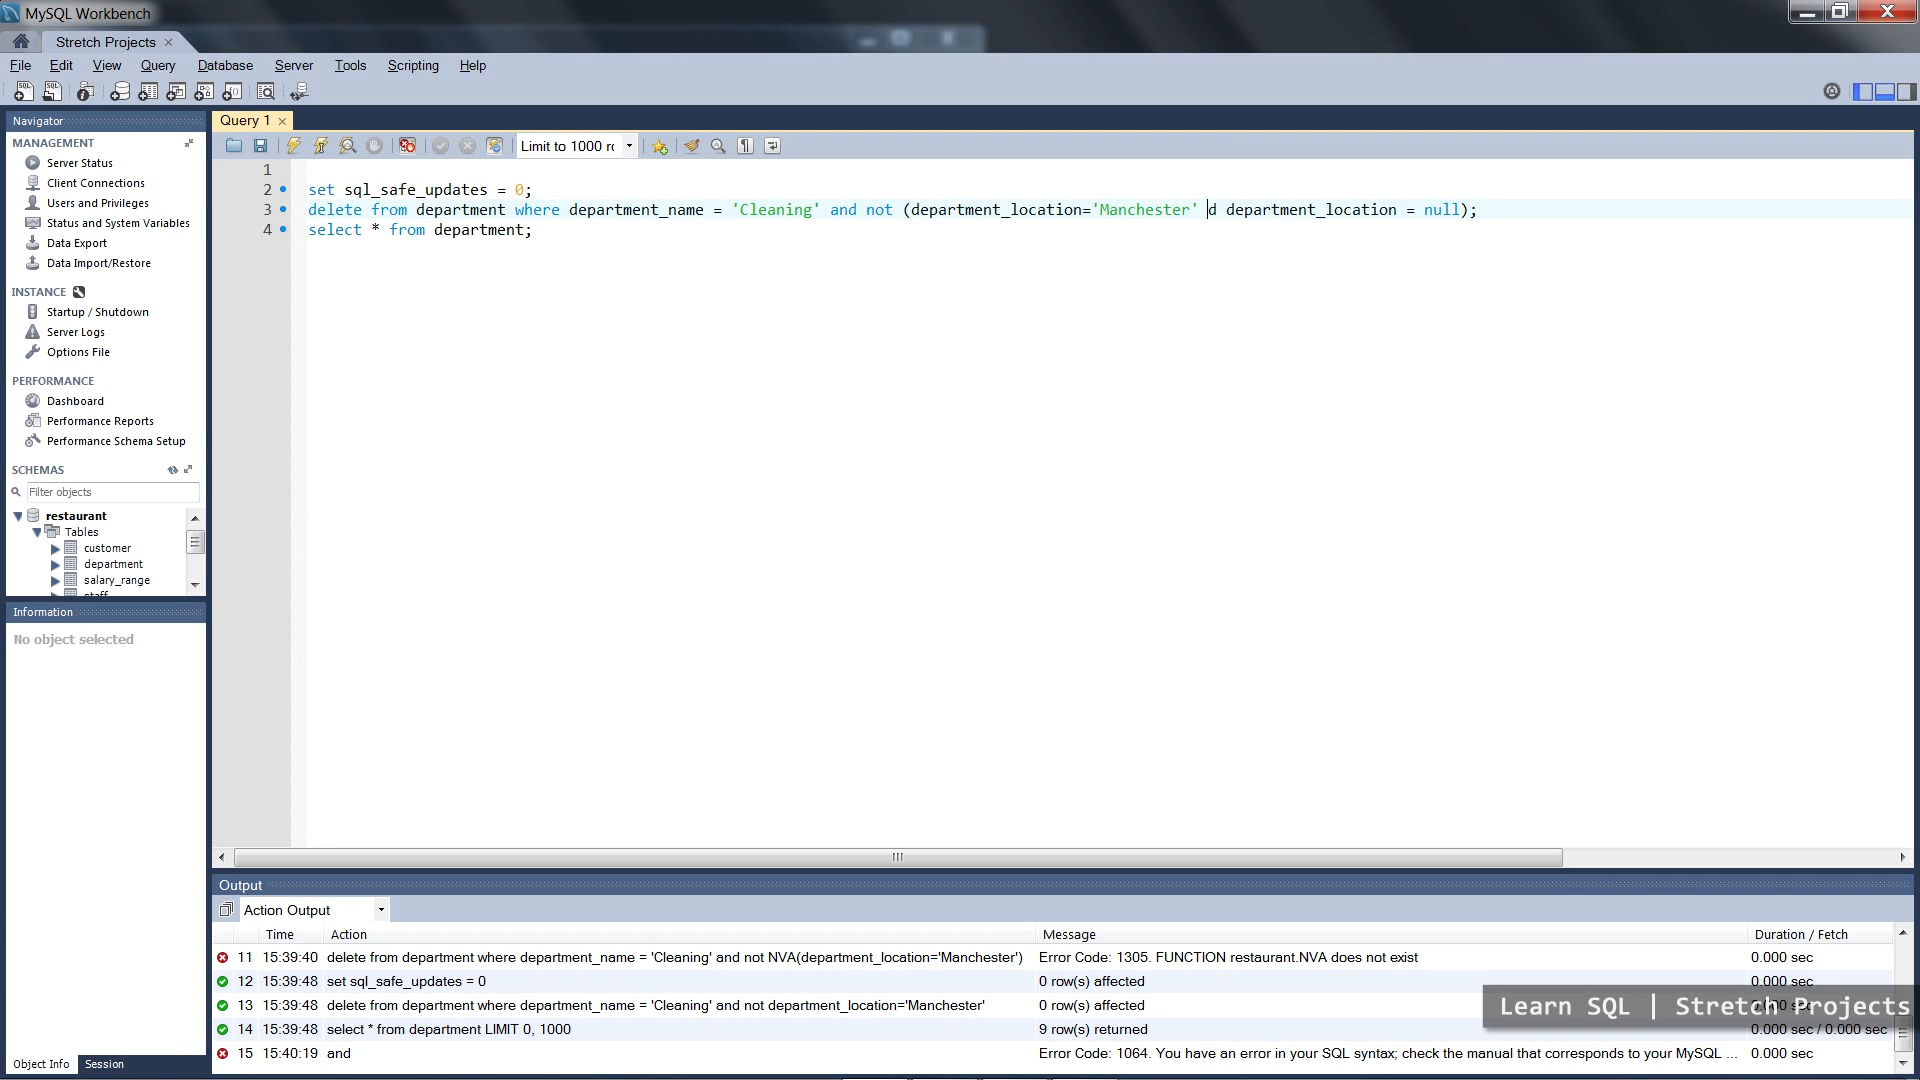 MySQL Workbench
Stretch Projects
File Edit View Query Database Server Tools Scripting Help
Navigator
MANAGEMENT
Server Status
Client Connections
Users and Privileges
Status and System Variables
Data Export
Data Import/Restore
INSTANCE
Startup / Shutdown
Server Logs
Options File
PERFORMANCE
Dashboard
Performance Reports
Performance Schema Setup
SCHEMAS
Filter objects
restaurant
Tables
customer
department
salary_range
staff
Information
No object selected
Object Info Session
Query 1
Limit to 1000 rc
1
2 set sql_safe_updates = 0;
3 delete from department where department_name = 'Cleaning' and not (department_location='Manchester' d department_location = null);
4 select * from department;
Output
Action Output
Time Action Message Duration / Fetch
11 15:39:40 delete from department where department_name = 'Cleaning' and not NVA(department_location='Manchester') Error Code: 1305. FUNCTION restaurant.NVA does not exist 0.000 sec
12 15:39:48 set sql_safe_updates = 0 0 row(s) affected 0.000 sec
13 15:39:48 delete from department where department_name = 'Cleaning' and not department_location='Manchester' 0 row(s) affected 0.000 sec
14 15:39:48 select * from department LIMIT 0, 1000 9 row(s) returned 0.000 sec / 0.000 sec
15 15:40:19 and Error Code: 1064. You have an error in your SQL syntax; check the manual that corresponds to your MySQL ... 0.000 sec
Learn SQL | Stretch Projects